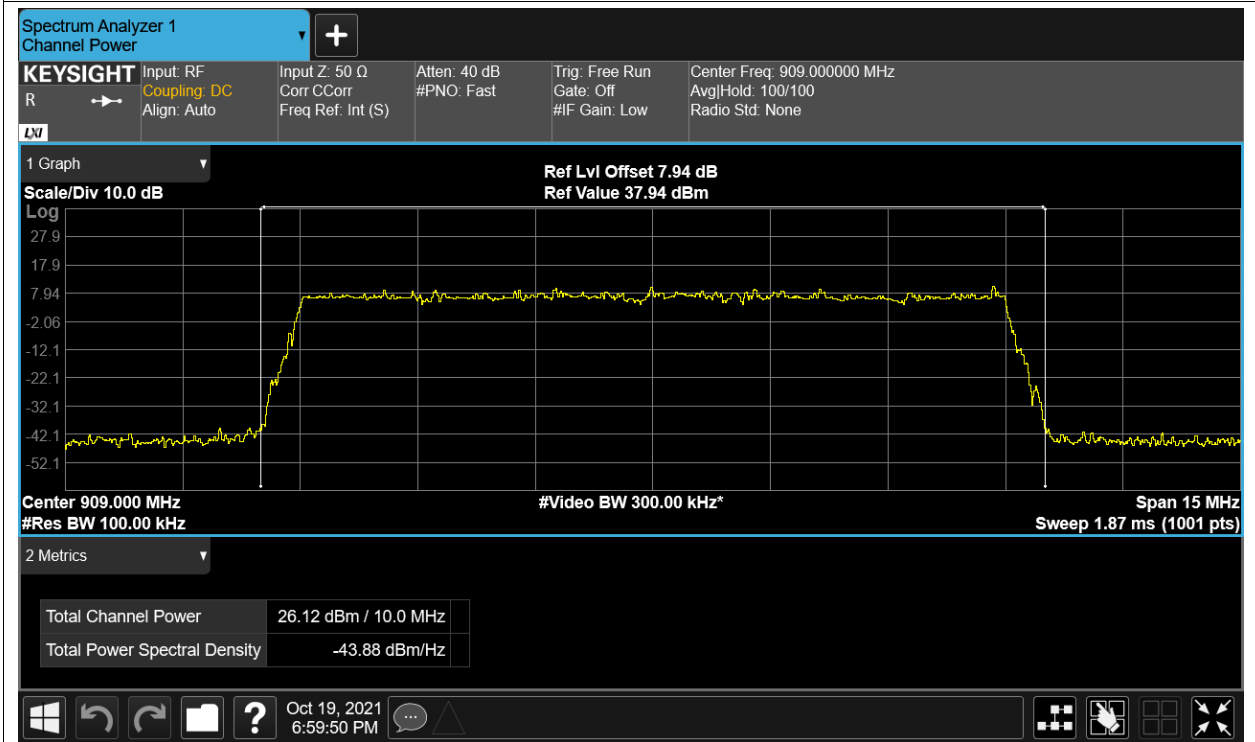 Spectrum Analyzer 1
Channel Power
KEYSIGHT
R
LXI
Input: RF
Coupling: DC
Align: Auto
Input Z: 50 Ω
Corr CCorr
Freq Ref: Int (S)
Atten: 40 dB
#PNO: Fast
Trig: Free Run
Gate: Off
#IF Gain: Low
Center Freq: 909.000000 MHz
Avg|Hold: 100/100
Radio Std: None
1 Graph
Scale/Div 10.0 dB
Ref Lvl Offset 7.94 dB
Ref Value 37.94 dBm
Log
27.9
17.9
7.94
-2.06
-12.1
-22.1
-32.1
-42.1
-52.1
Center 909.000 MHz
#Video BW 300.00 kHz*
Span 15 MHz
#Res BW 100.00 kHz
Sweep 1.87 ms (1001 pts)
2 Metrics
Total Channel Power 26.12 dBm / 10.0 MHz
Total Power Spectral Density -43.88 dBm/Hz
?
Oct 19, 2021
6:59:50 PM